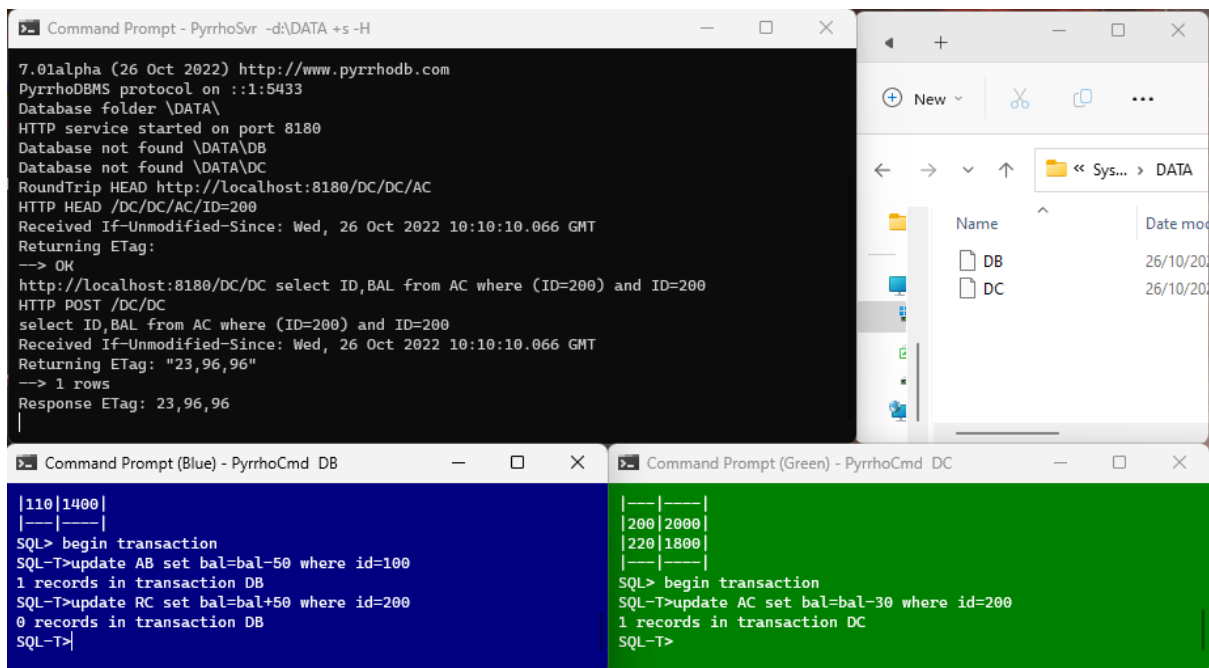 Command Prompt - PyrrhoSvr -d:\DATA +s -H
7.01alpha (26 Oct 2022) http://www.pyrrhodb.com
PyrrhoDBMS protocol on ::1:5433
Database folder \DATA\
HTTP service started on port 8180
Database not found \DATA\DB
Database not found \DATA\DC
RoundTrip HEAD http://localhost:8180/DC/DC/AC
HTTP HEAD /DC/DC/AC/ID=200
Received If-Unmodified-Since: Wed, 26 Oct 2022 10:10:10.066 GMT
Returning ETag:
--> OK
http://localhost:8180/DC/DC select ID,BAL from AC where (ID=200) and ID=200
HTTP POST /DC/DC
select ID,BAL from AC where (ID=200) and ID=200
Received If-Unmodified-Since: Wed, 26 Oct 2022 10:10:10.066 GMT
Returning ETag: "23,96,96"
--> 1 rows
Response ETag: 23,96,96
New
« Sys... > DATA
Name Date mod
DB 26/10/202
DC 26/10/202
Command Prompt (Blue) - PyrrhoCmd DB
|110|1400|
|---|----|
SQL> begin transaction
SQL-T>update AB set bal=bal-50 where id=100
1 records in transaction DB
SQL-T>update RC set bal=bal+50 where id=200
0 records in transaction DB
SQL-T>
Command Prompt (Green) - PyrrhoCmd DC
|---|----|
|200|2000|
|220|1800|
|---|----|
SQL> begin transaction
SQL-T>update AC set bal=bal-30 where id=200
1 records in transaction DC
SQL-T>